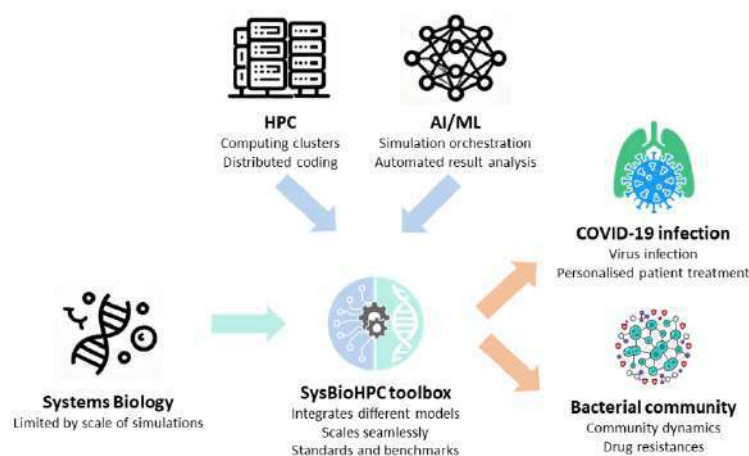 HPC
Computing clusters
Distributed coding
AI/ML
Simulation orchestration
Automated result analysis
COVID-19 infection
Virus infection
Personalised patient treatment
Systems Biology
Limited by scale of simulations
SysBioHPC toolbox
Integrates different models
Scales seamlessly
Standards and benchmarks
Bacterial community
Community dynamics
Drug resistances